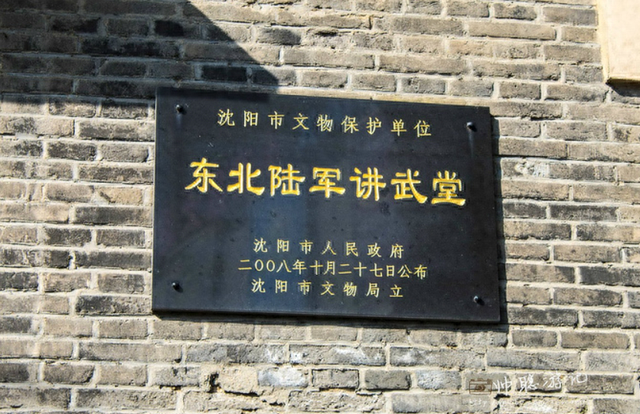 沈阳市文物保护单位
东北陆军讲武堂
沈阳市人民政府
二〇〇八年十月二十七日公布
沈阳市文物局立